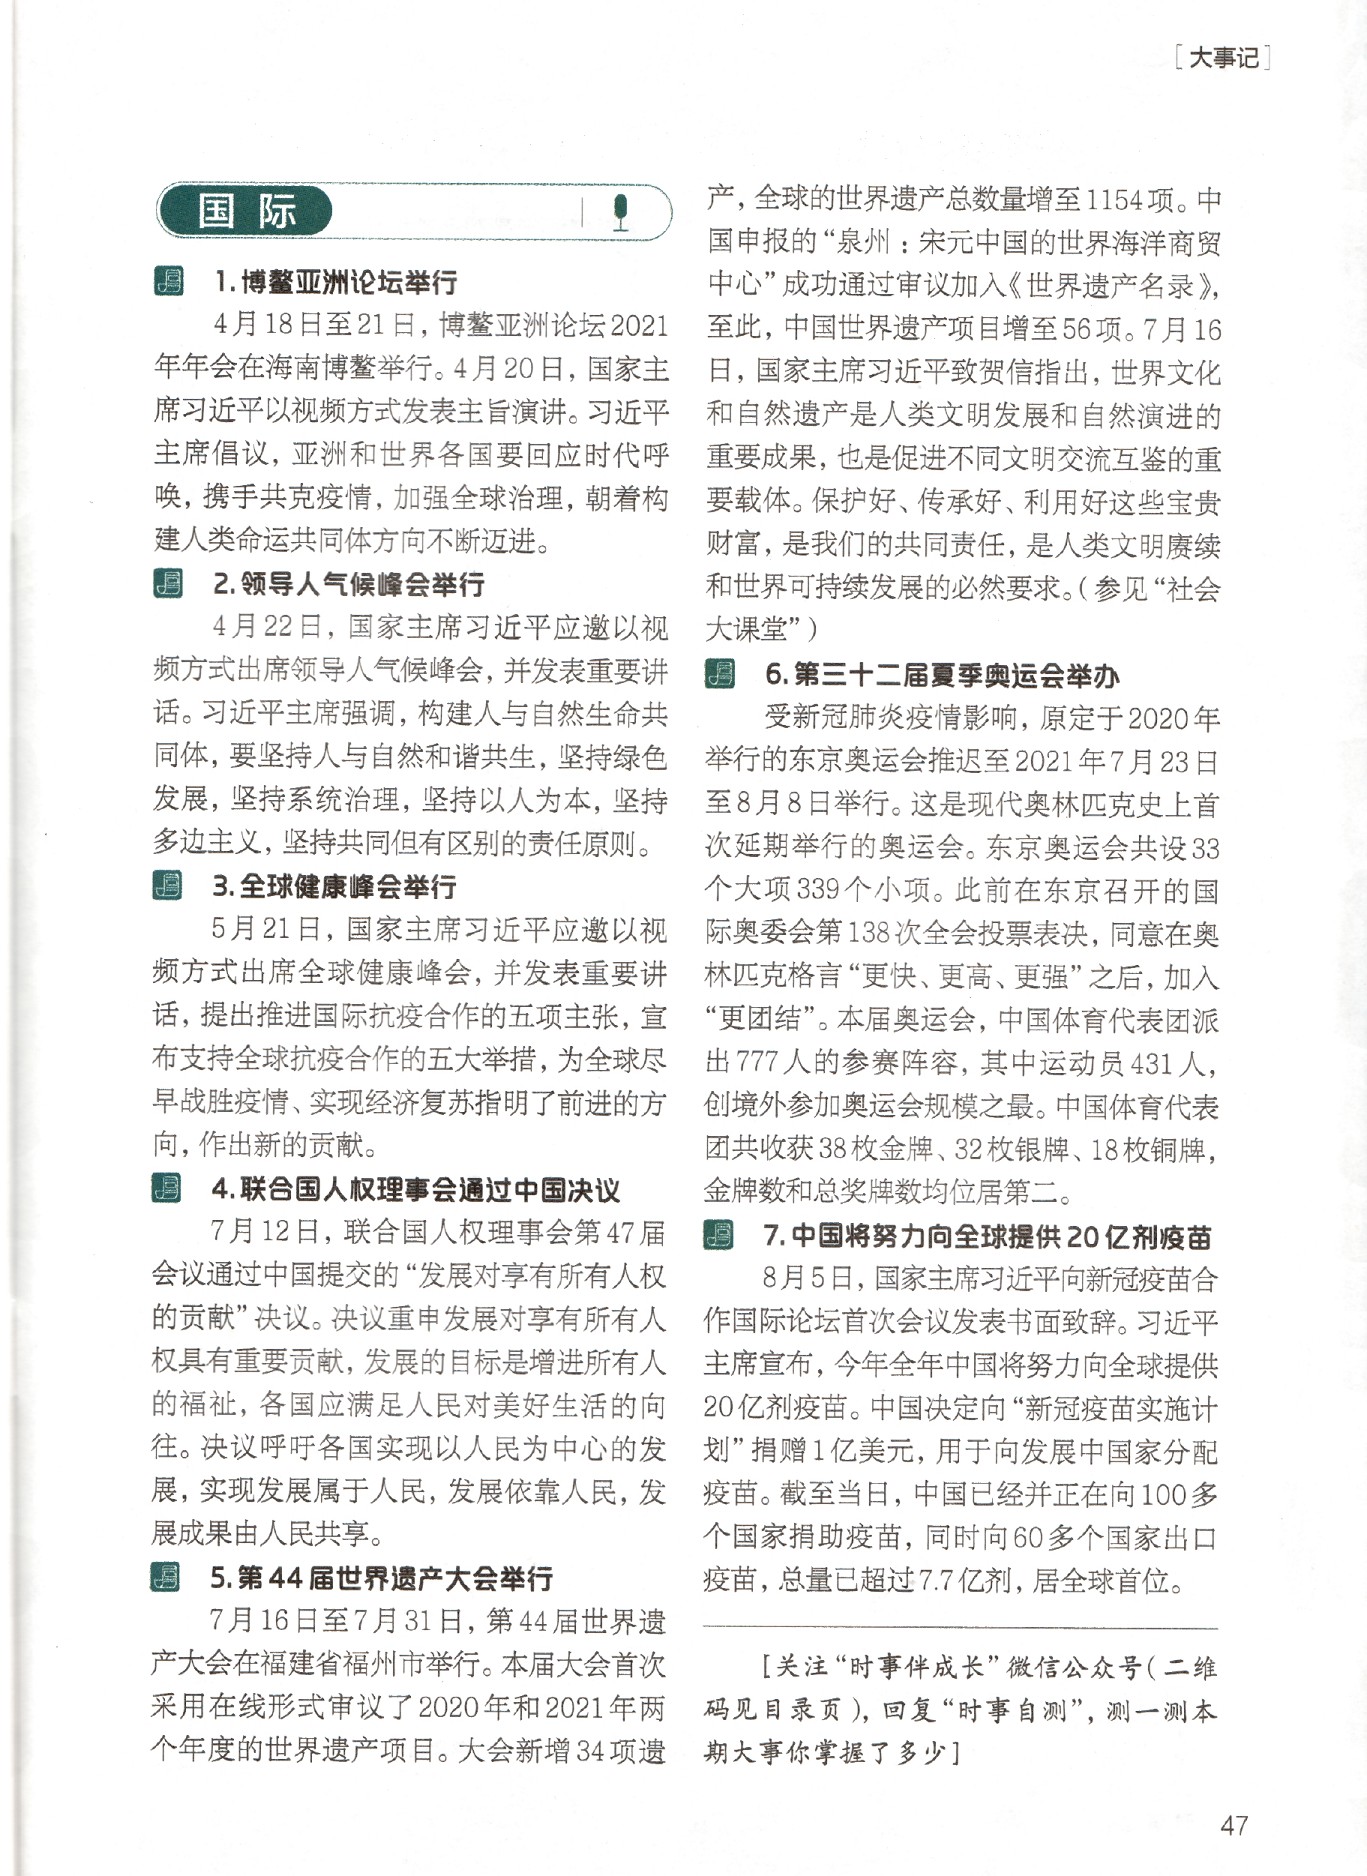 [大事记]
国际
1.博鳌亚洲论坛举行
4月18日至21日，博鳌亚洲论坛2021
年年会在海南博鳌举行。4月20日，国家主
席习近平以视频方式发表主旨演讲。习近平
主席倡议，亚洲和世界各国要回应时代呼
唤，携手共克疫情，加强全球治理，朝着构
建人类命运共同体方向不断迈进。
2.领导人气候峰会举行
4月22日，国家主席习近平应邀以视
频方式出席领导人气候峰会，并发表重要讲
话。习近平主席强调，构建人与自然生命共
同体，要坚持人与自然和谐共生，坚持绿色
发展，坚持系统治理，坚持以人为本，坚持
多边主义，坚持共同但有区别的责任原则。
3.全球健康峰会举行
5月21日，国家主席习近平应邀以视
频方式出席全球健康峰会，并发表重要讲
话，提出推进国际抗疫合作的五项主张，宣
布支持全球抗疫合作的五大举措，为全球尽
早战胜疫情、实现经济复苏指明了前进的方
向，作出新的贡献。
4.联合国人权理事会通过中国决议
7月12日，联合国人权理事会第47届
会议通过中国提交的“发展对享有所有人权
的贡献”决议。决议重申发展对享有所有人
权具有重要贡献，发展的目标是增进所有人
的福祉，各国应满足人民对美好生活的向
往。决议呼吁各国实现以人民为中心的发
展，实现发展属于人民，发展依靠人民，发
展成果由人民共享。
5.第44届世界遗产大会举行
7月16日至7月31日，第44届世界遗
产大会在福建省福州市举行。本届大会首次
采用在线形式审议了2020年和2021年两
个年度的世界遗产项目。大会新增34项遗
产，全球的世界遗产总数量增至1154项。中
国申报的“泉州：宋元中国的世界海洋商贸
中心”成功通过审议加入《世界遗产名录》，
至此，中国世界遗产项目增至56项。7月16
日，国家主席习近平致贺信指出，世界文化
和自然遗产是人类文明发展和自然演进的
重要成果，也是促进不同文明交流互鉴的重
要载体。保护好、传承好、利用好这些宝贵
财富，是我们的共同责任，是人类文明赓续
和世界可持续发展的必然要求。（参见“社会
大课堂”）
6.第三十二届夏季奥运会举办
受新冠肺炎疫情影响，原定于2020年
举行的东京奥运会推迟至2021年7月23日
至8月8日举行。这是现代奥林匹克史上首
次延期举行的奥运会。东京奥运会共设33
个大项339个小项。此前在东京召开的国
际奥委会第138次全会投票表决，同意在奥
林匹克格言“更快、更高、更强”之后，加入
“更团结”。本届奥运会，中国体育代表团派
出777人的参赛阵容，其中运动员431人，
创境外参加奥运会规模之最。中国体育代表
团共收获38枚金牌、32枚银牌、18枚铜牌，
金牌数和总奖牌数均位居第二。
7.中国将努力向全球提供20亿剂疫苗
8月5日，国家主席习近平向新冠疫苗合
作国际论坛首次会议发表书面致辞。习近平
主席宣布，今年全年中国将努力向全球提供
20亿剂疫苗。中国决定向“新冠疫苗实施计
划”捐赠1亿美元，用于向发展中国家分配
疫苗。截至当日，中国已经并正在向100多
个国家捐助疫苗，同时向60多个国家出口
疫苗，总量已超过7.7亿剂，居全球首位。
[关注“时事伴成长”微信公众号（二维
码见目录页），回复“时事自测”，测一测本
期大事你掌握了多少]
47